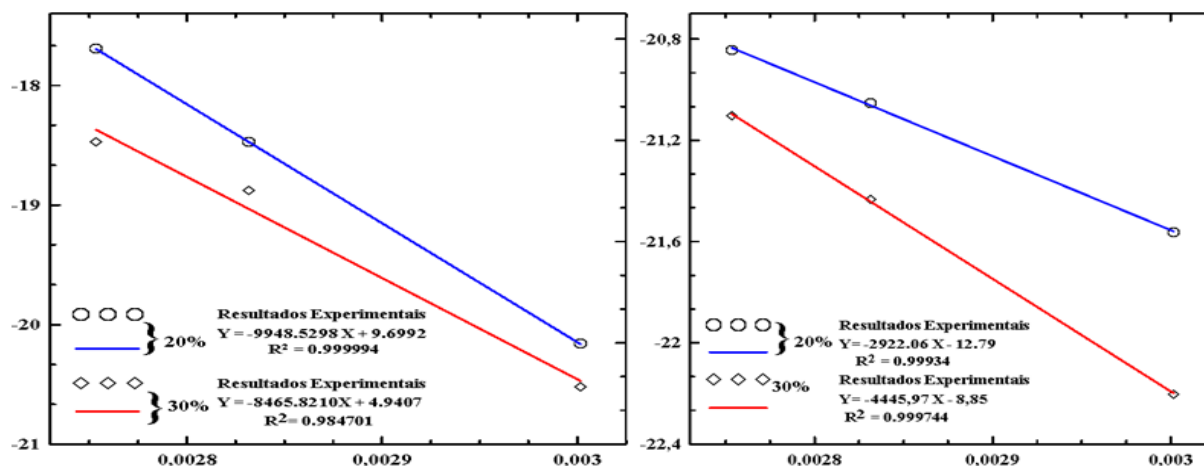 -18
-19
-20
-21
0,0028
0,0029
0,003
Resultados Experimentais
20%
Y = -9948.5298 X + 9.6992
R² = 0.999994
Resultados Experimentais
30%
Y = -8465.8210X + 4.9407
R²= 0.984701
-20,8
-21,2
-21,6
-22
-22,4
0,0028
0,0029
0,003
Resultados Experimentais
20%
Y= -2922.06 X - 12.79
R² = 0.99934
30%
Resultados Experimentais
Y = -4445,97 X - 8,85
R² = 0.999744